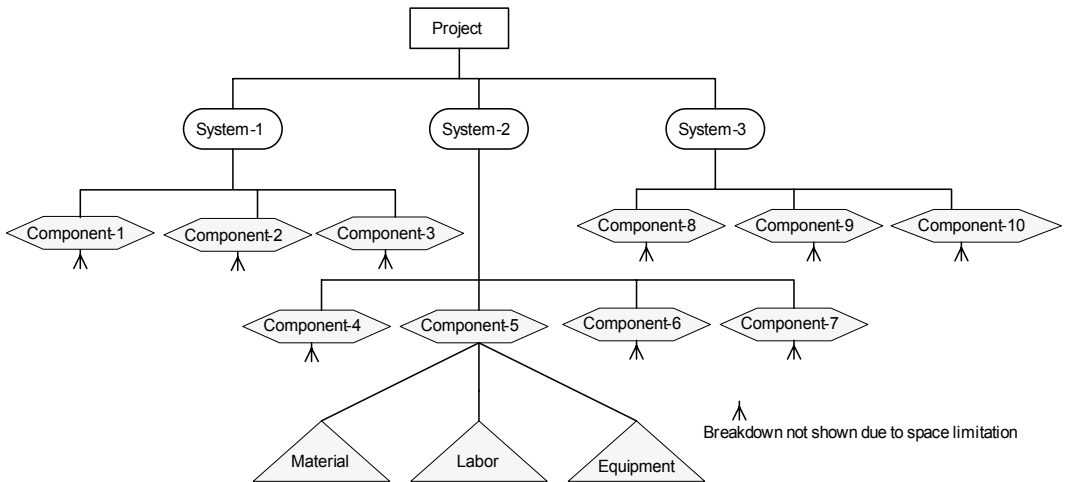 Project
System-1
System-2
System-3
Component-1
Component-2
Component-3
Component-8
Component-9
Component-10
Component-4
Component-5
Component-6
Component-7
Breakdown not shown due to space limitation
Material
Labor
Equipment